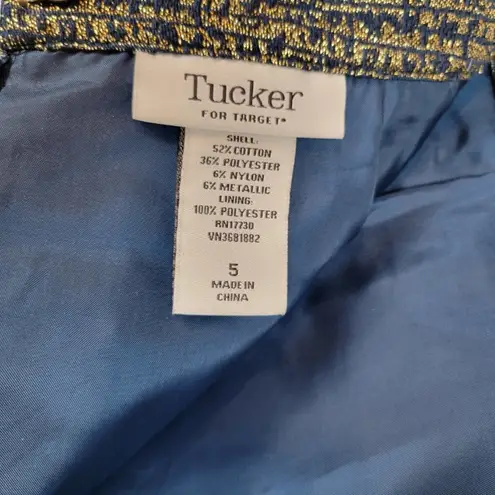 Tucker
FOR TARGET®
SHELL:
52% COTTON
36% POLYESTER
6% NYLON
6% METALLIC
LINING:
100% POLYESTER
RN17730
VN3681882
5
MADE IN
CHINA